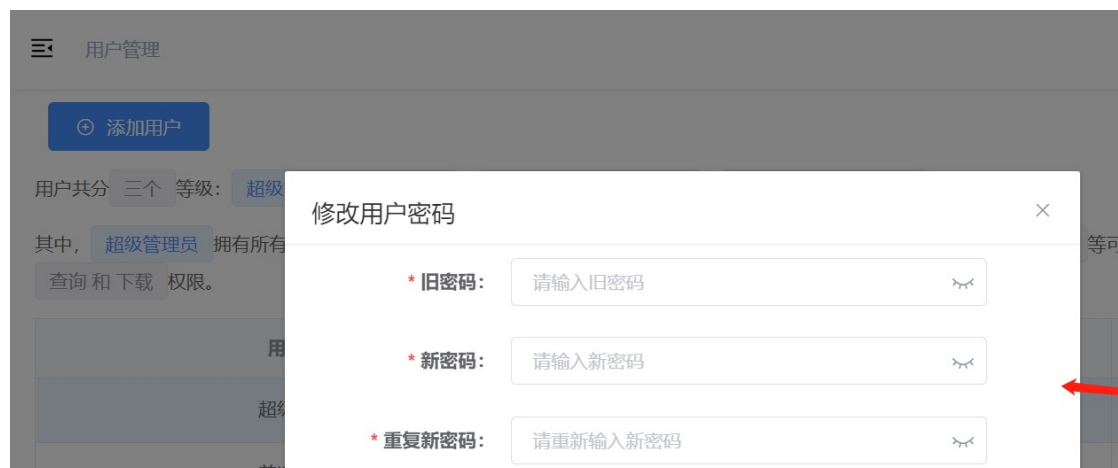 用户管理
添加用户
用户共分 三个 等级： 超级
其中， 超级管理员 拥有所有
等可
查询 和 下载 权限。
修改用户密码
* 旧密码： 请输入旧密码
* 新密码： 请输入新密码
* 重复新密码： 请重新输入新密码
用
超级